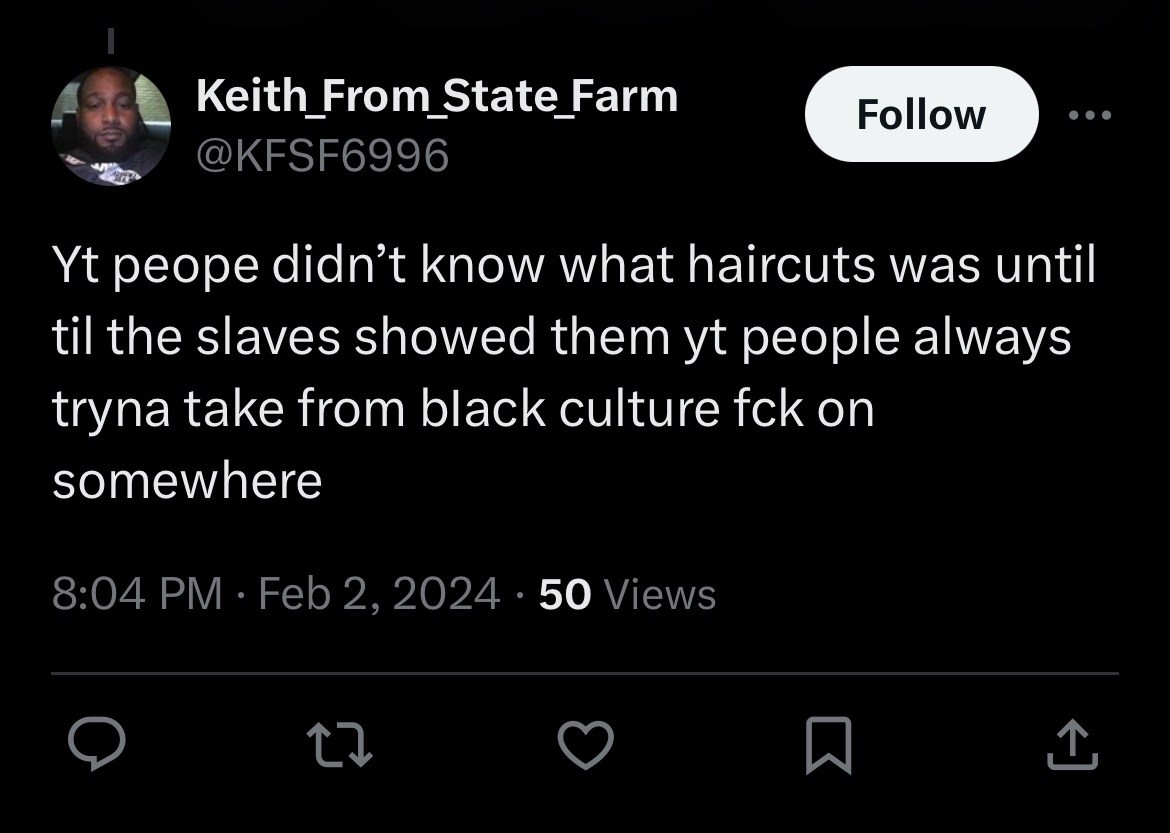 Keith_From_State_Farm
Follow
@KFSF6996
Yt peope didn’t know what haircuts was until
til the slaves showed them yt people always
tryna take from black culture fck on
somewhere
8:04 PM · Feb 2, 2024 · 50 Views